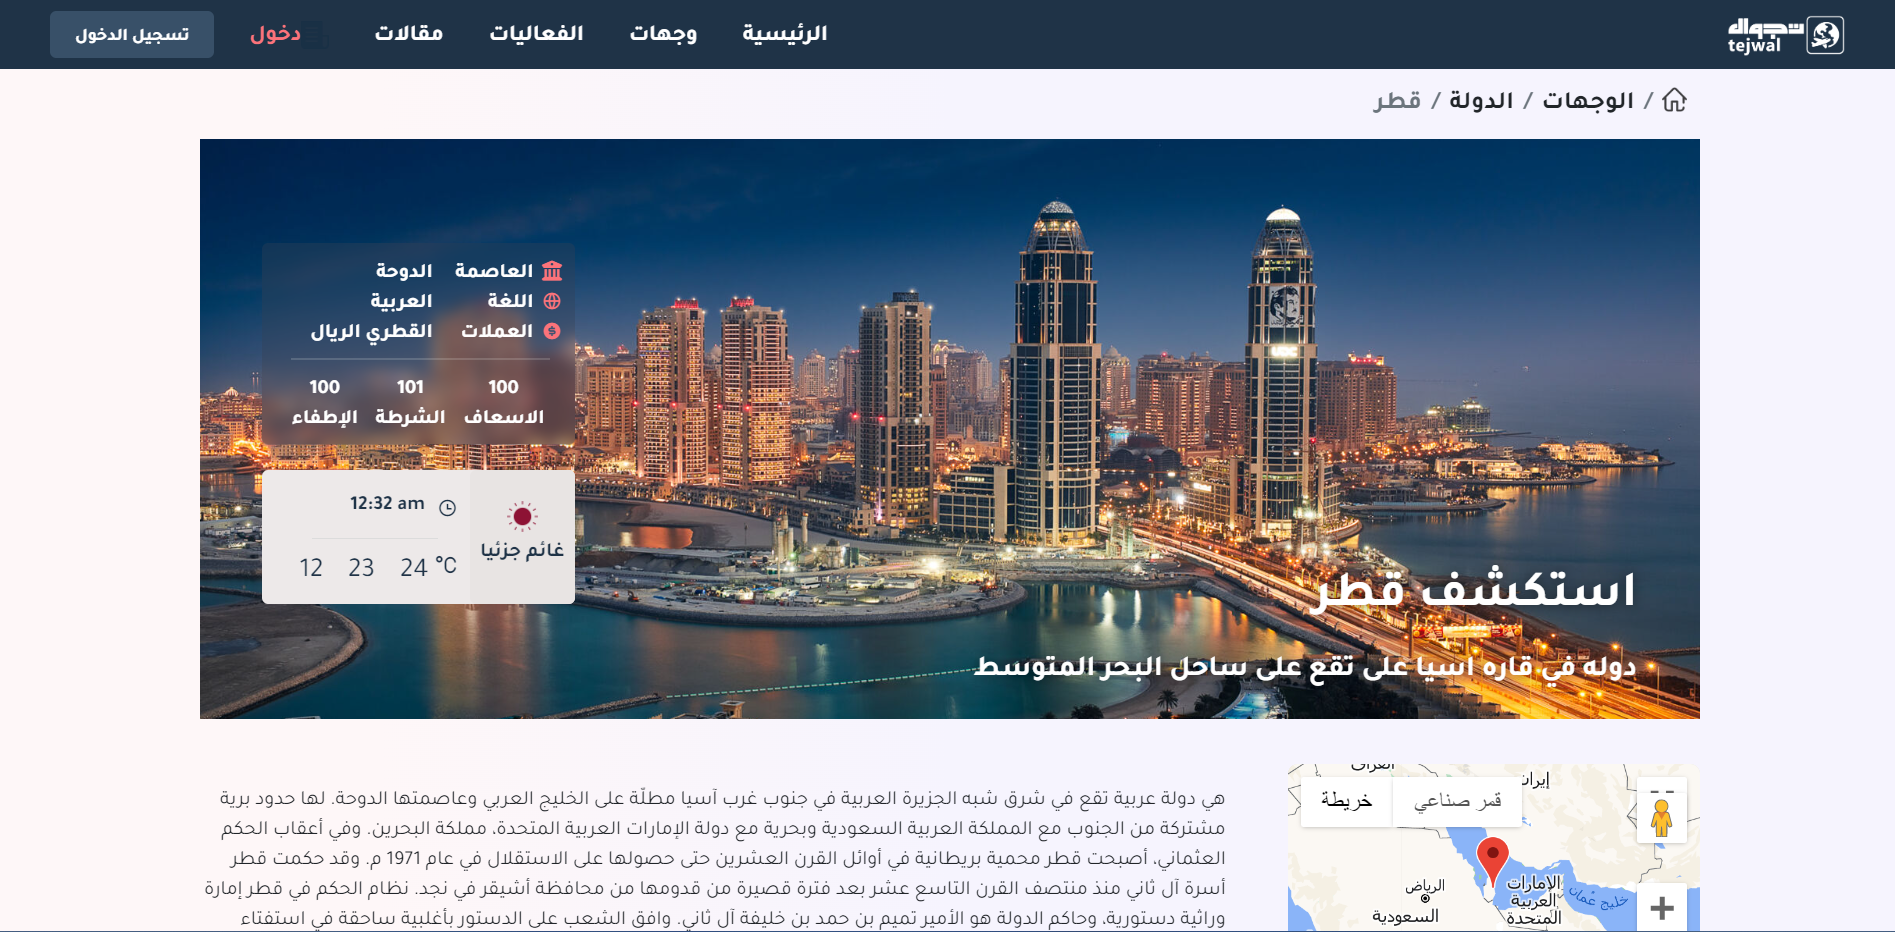 تجوال
tejwal
الرئيسية
وجهات
الفعاليات
مقالات
دخول
تسجيل الدخول
/ الوجهات / الدولة / قطر
العاصمة الدوحة
اللغة العربية
العملات القطري الريال
100 101 100
الاسعاف الشرطة الإطفاء
غائم جزئيا
12:32 am
12 23 24 °C
استكشف قطر
دولة في قاره اسيا على تقع على ساحل البحر المتوسط
العراق
إيران
قمر صناعي
خريطة
الرياض
السعودية
الإمارات
العربية
المتحدة
خليج عُمان
هي دولة عربية تقع في شرق شبه الجزيرة العربية في جنوب غرب آسيا مطلّة على الخليج العربي وعاصمتها الدوحة. لها حدود برية
مشتركة من الجنوب مع المملكة العربية السعودية وبحرية مع دولة الإمارات العربية المتحدة، مملكة البحرين. وفي أعقاب الحكم
العثماني، أصبحت قطر محمية بريطانية في أوائل القرن العشرين حتى حصولها على الاستقلال في عام 1971 م. وقد حكمت قطر
أسرة آل ثاني منذ منتصف القرن التاسع عشر بعد فترة قصيرة من قدومها من محافظة أشيقر في نجد. نظام الحكم في قطر إمارة
وراثية دستورية، وحاكم الدولة هو الأمير تميم بن حمد بن خليفة آل ثاني. وافق الشعب على الدستور بأغلبية ساحقة في استفتاء